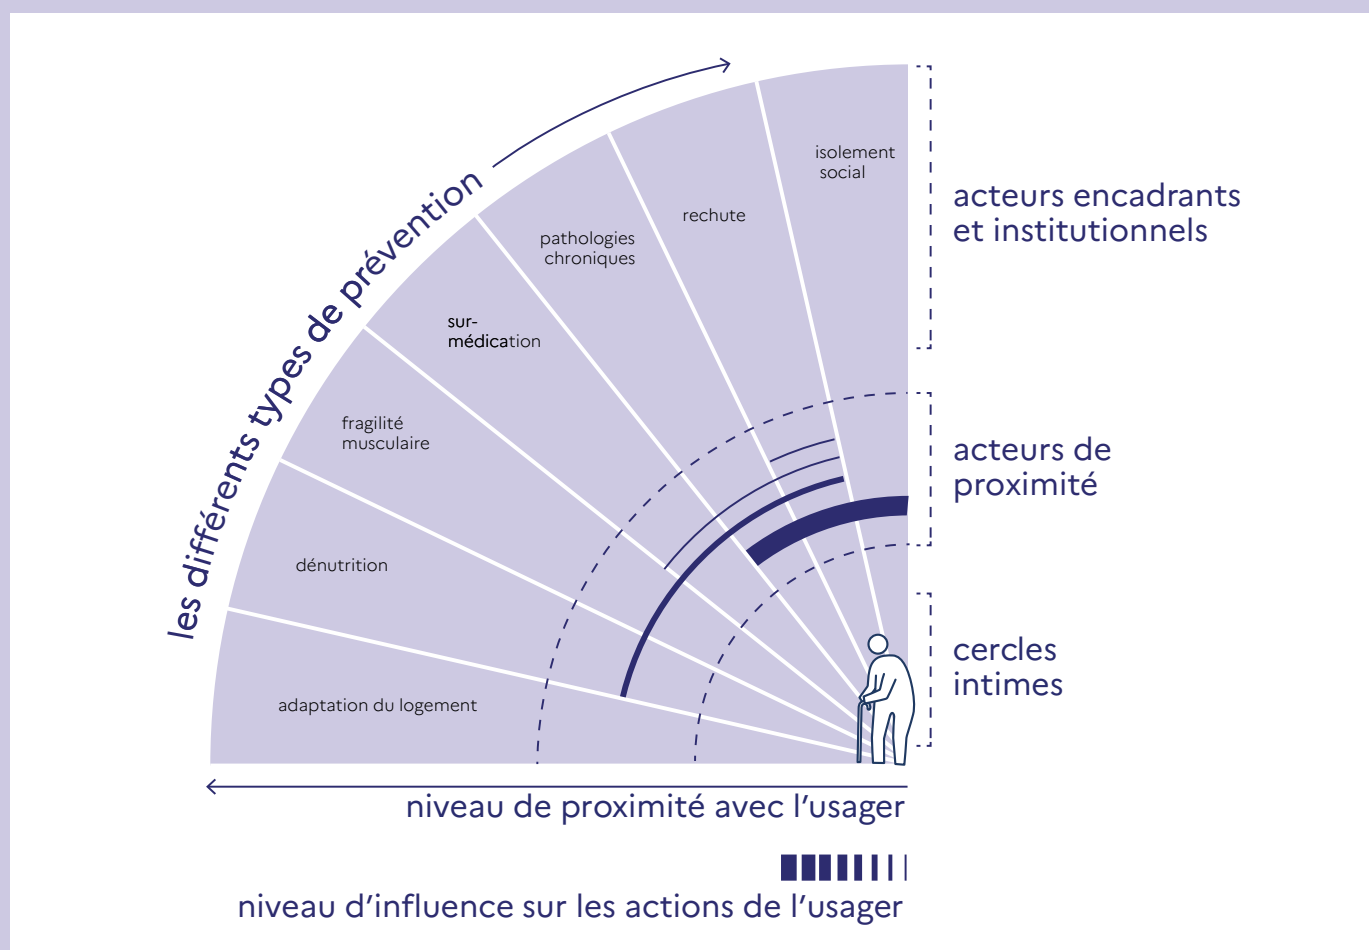 les différents types de prévention
isolement
social
rechute
pathologies
chroniques
sur-
médication
fragilité
musculaire
dénutrition
adaptation du logement
acteurs encadrants
et institutionnels
acteurs de
proximité
cercles
intimes
niveau de proximité avec l’usager
niveau d’influence sur les actions de l’usager